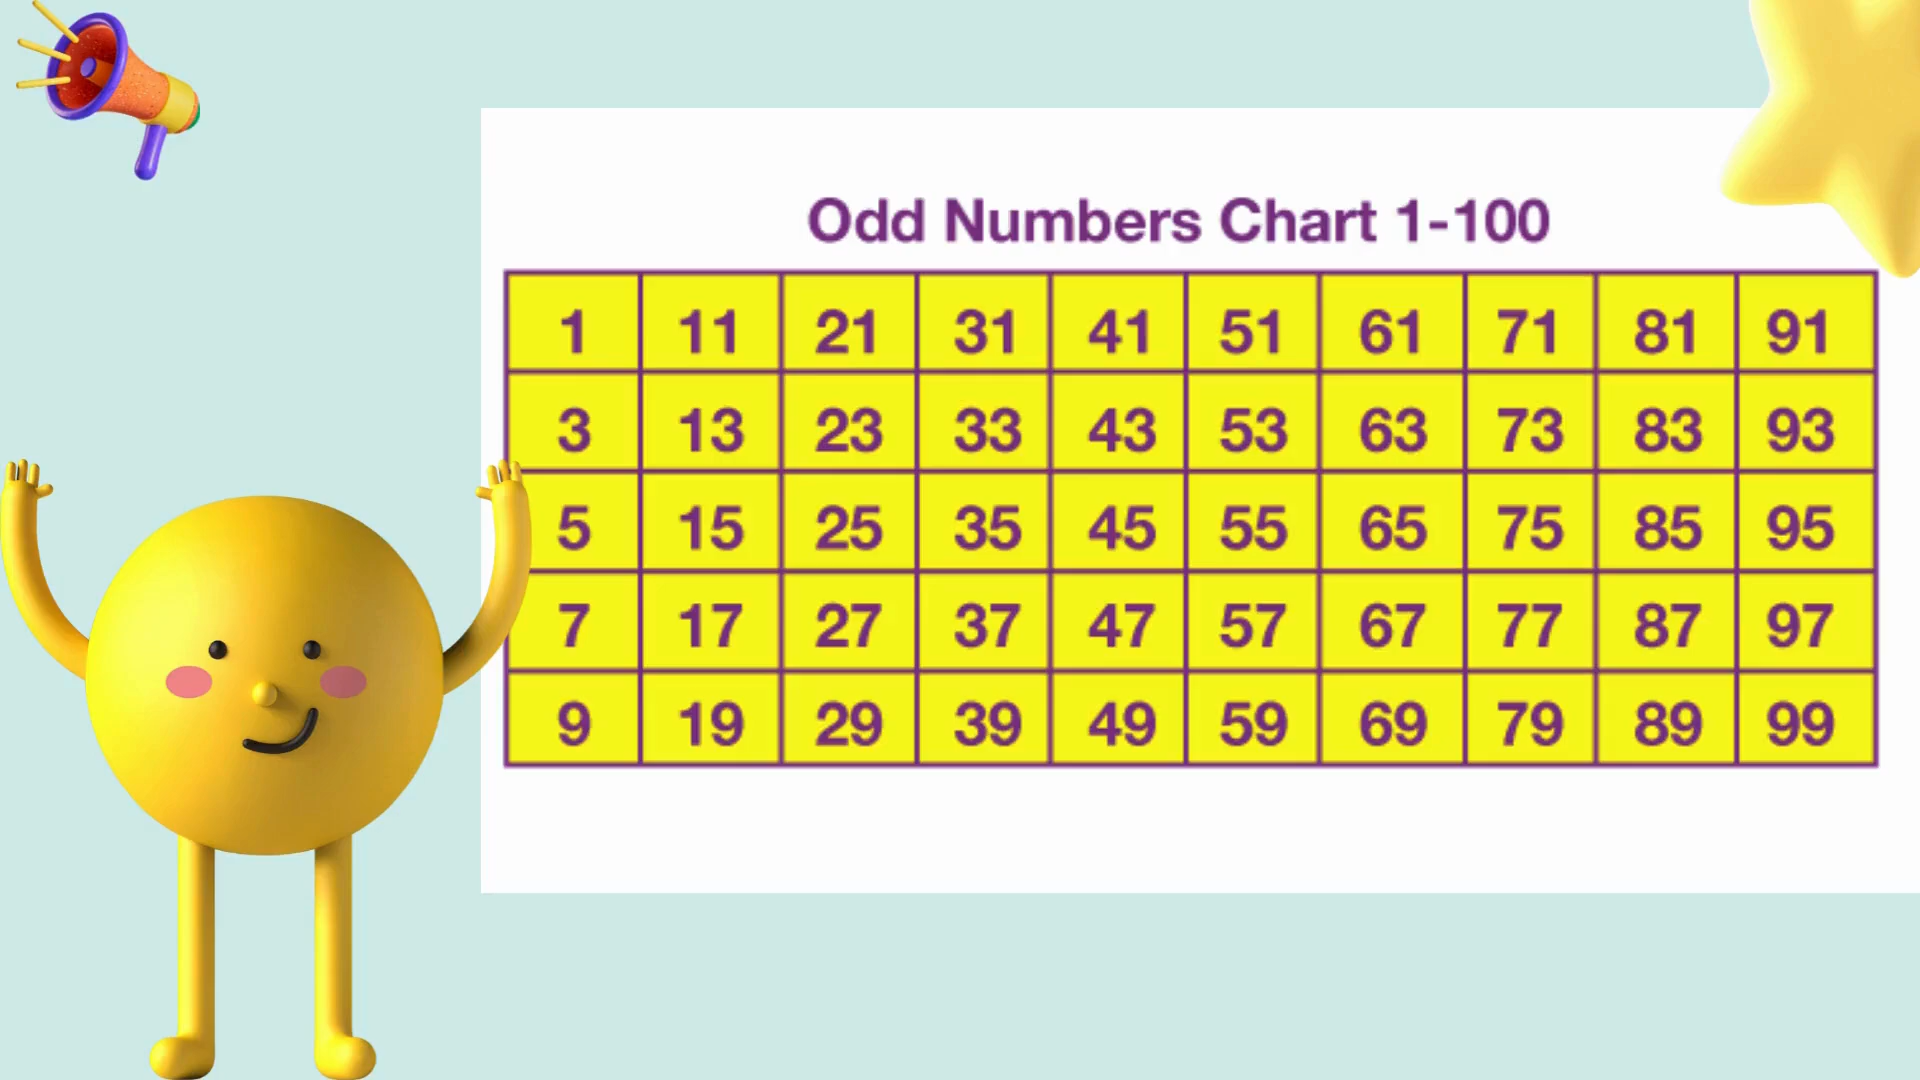 Odd Numbers Chart 1-100
1 11 21 31 41 51 61 71 81 91
3 13 23 33 43 53 63 73 83 93
5 15 25 35 45 55 65 75 85 95
7 17 27 37 47 57 67 77 87 97
9 19 29 39 49 59 69 79 89 99